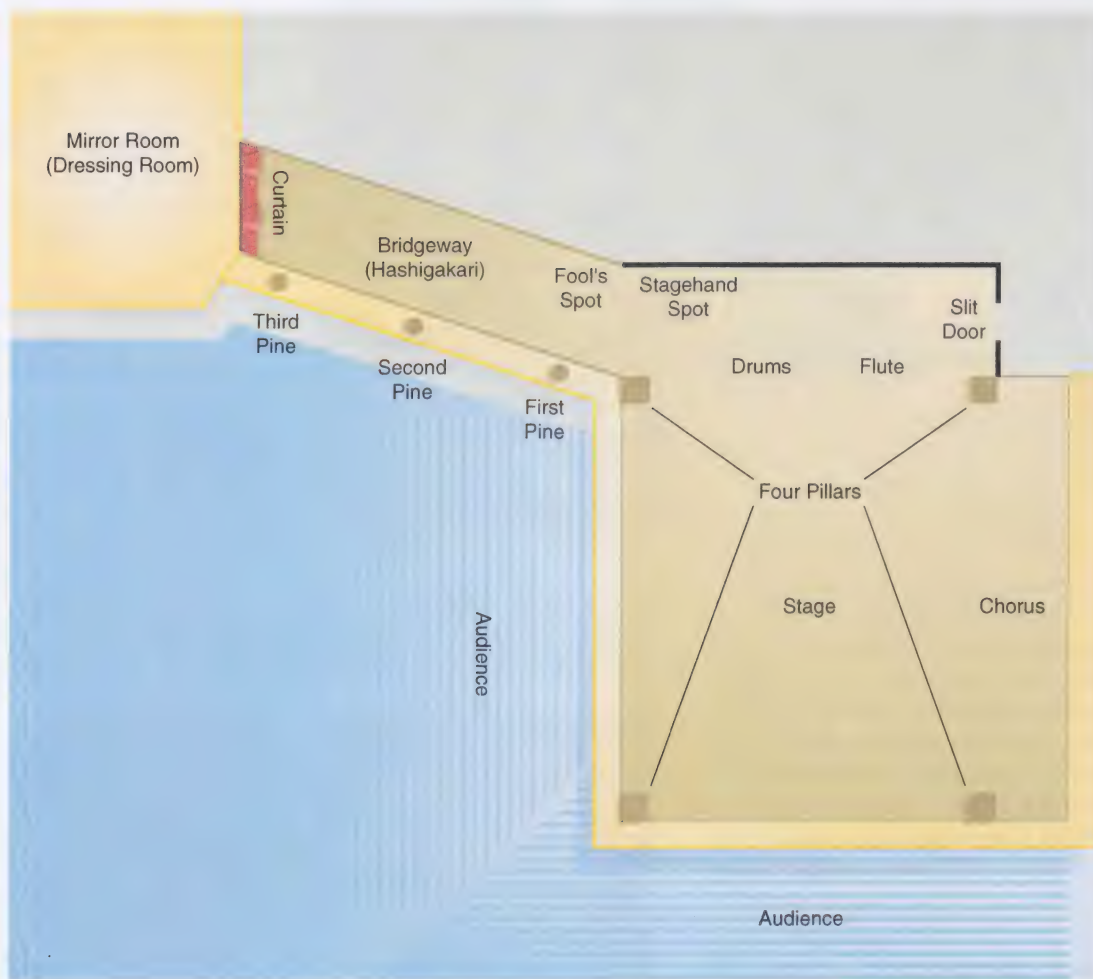 Mirror Room
(Dressing Room)
Curtain
Bridgeway
(Hashigakari)
Fool's
Spot
Stagehand
Spot
Slit
Door
Third
Pine
Second
Pine
First
Pine
Drums
Flute
Four Pillars
Stage
Chorus
Audience
Audience